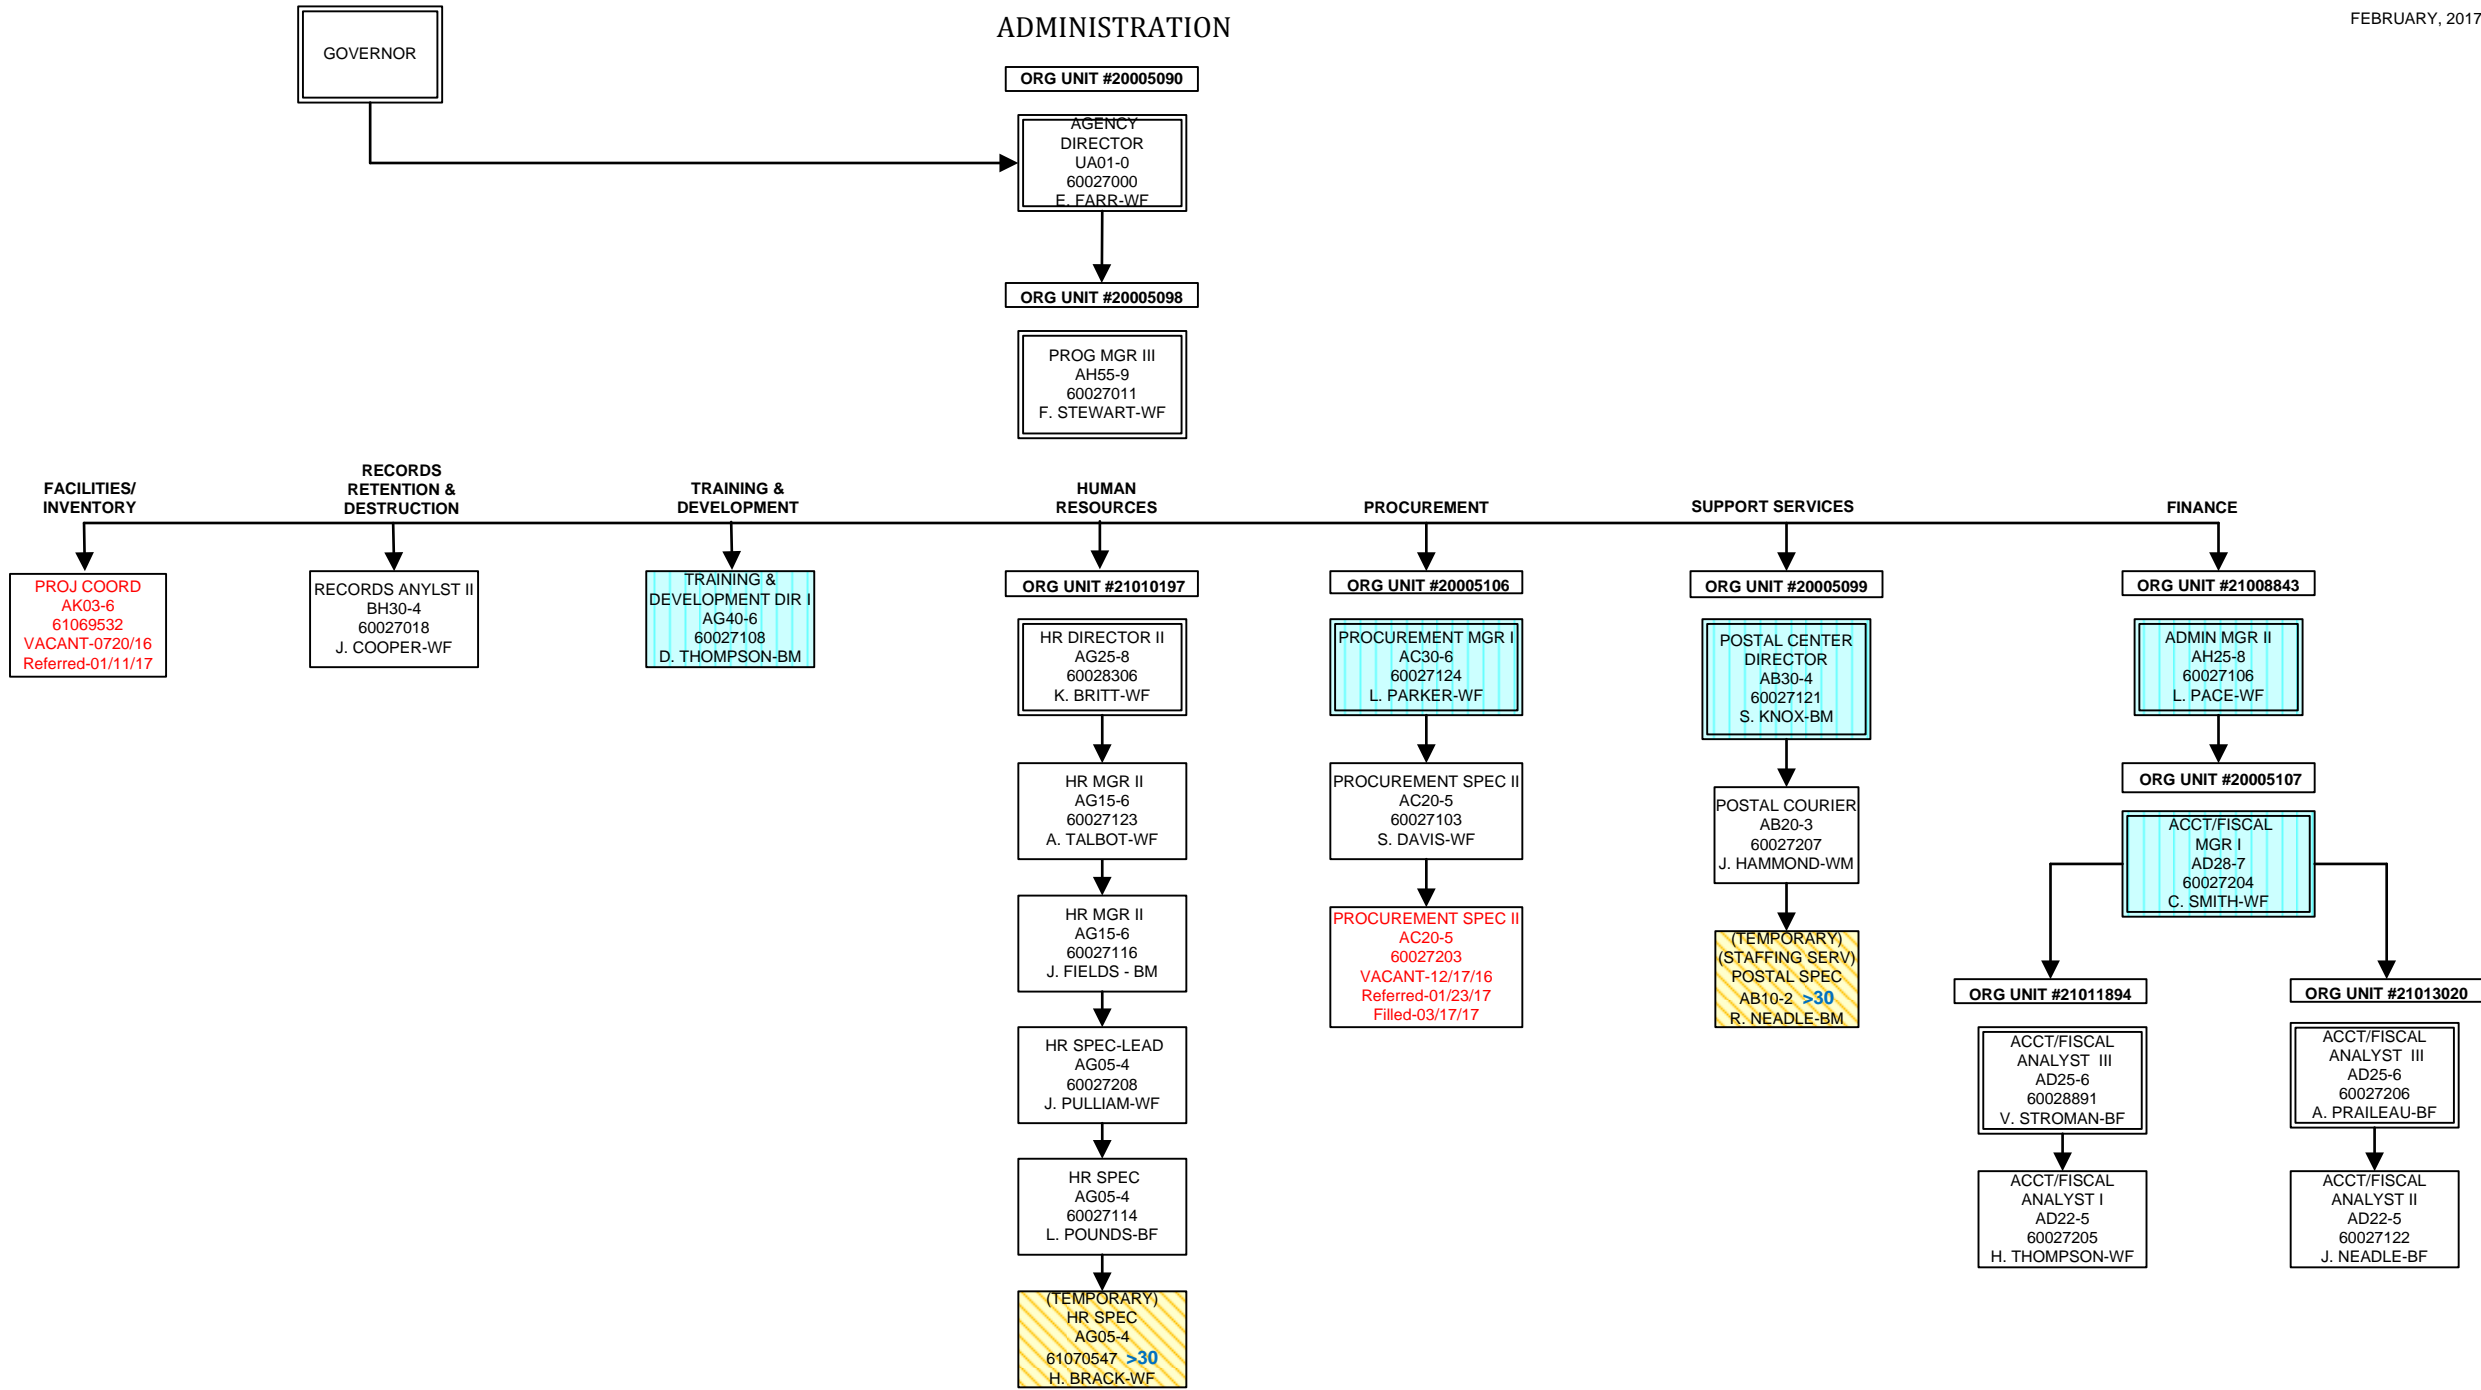 ADMINISTRATION
FEBRUARY, 2017
GOVERNOR
ORG UNIT #20005090
AGENCY
DIRECTOR
UA01-0
60027000
E. FARR-WF
ORG UNIT #20005098
PROG MGR III
AH55-9
60027011
F. STEWART-WF
FACILITIES/
INVENTORY
PROJ COORD
AK03-6
61069532
VACANT-0720/16
Referred-01/11/17
RECORDS
RETENTION &
DESTRUCTION
RECORDS ANYLST II
BH30-4
60027018
J. COOPER-WF
TRAINING &
DEVELOPMENT
TRAINING &
DEVELOPMENT DIR I
AG40-6
60027108
D. THOMPSON-BM
HUMAN
RESOURCES
ORG UNIT #21010197
HR DIRECTOR II
AG25-8
60028306
K. BRITT-WF
HR MGR II
AG15-6
60027123
A. TALBOT-WF
HR MGR II
AG15-6
60027116
J. FIELDS - BM
HR SPEC-LEAD
AG05-4
60027208
J. PULLIAM-WF
HR SPEC
AG05-4
60027114
L. POUNDS-BF
(TEMPORARY)
HR SPEC
AG05-4
61070547 >30
H. BRACK-WF
PROCUREMENT
ORG UNIT #20005106
PROCUREMENT MGR I
AC30-6
60027124
L. PARKER-WF
PROCUREMENT SPEC II
AC20-5
60027103
S. DAVIS-WF
PROCUREMENT SPEC II
AC20-5
60027203
VACANT-12/17/16
Referred-01/23/17
Filled-03/17/17
SUPPORT SERVICES
ORG UNIT #20005099
POSTAL CENTER
DIRECTOR
AB30-4
60027121
S. KNOX-BM
POSTAL COURIER
AB20-3
60027207
J. HAMMOND-WM
(TEMPORARY)
(STAFFING SERV)
POSTAL SPEC
AB10-2 >30
R. NEADLE-BM
FINANCE
ORG UNIT #21008843
ADMIN MGR II
AH25-8
60027106
L. PACE-WF
ORG UNIT #20005107
ACCT/FISCAL
MGR I
AD28-7
60027204
C. SMITH-WF
ORG UNIT #21011894
ACCT/FISCAL
ANALYST III
AD25-6
60028891
V. STROMAN-BF
ACCT/FISCAL
ANALYST I
AD22-5
60027205
H. THOMPSON-WF
ORG UNIT #21013020
ACCT/FISCAL
ANALYST III
AD25-6
60027206
A. PRAILEAU-BF
ACCT/FISCAL
ANALYST II
AD22-5
60027122
J. NEADLE-BF